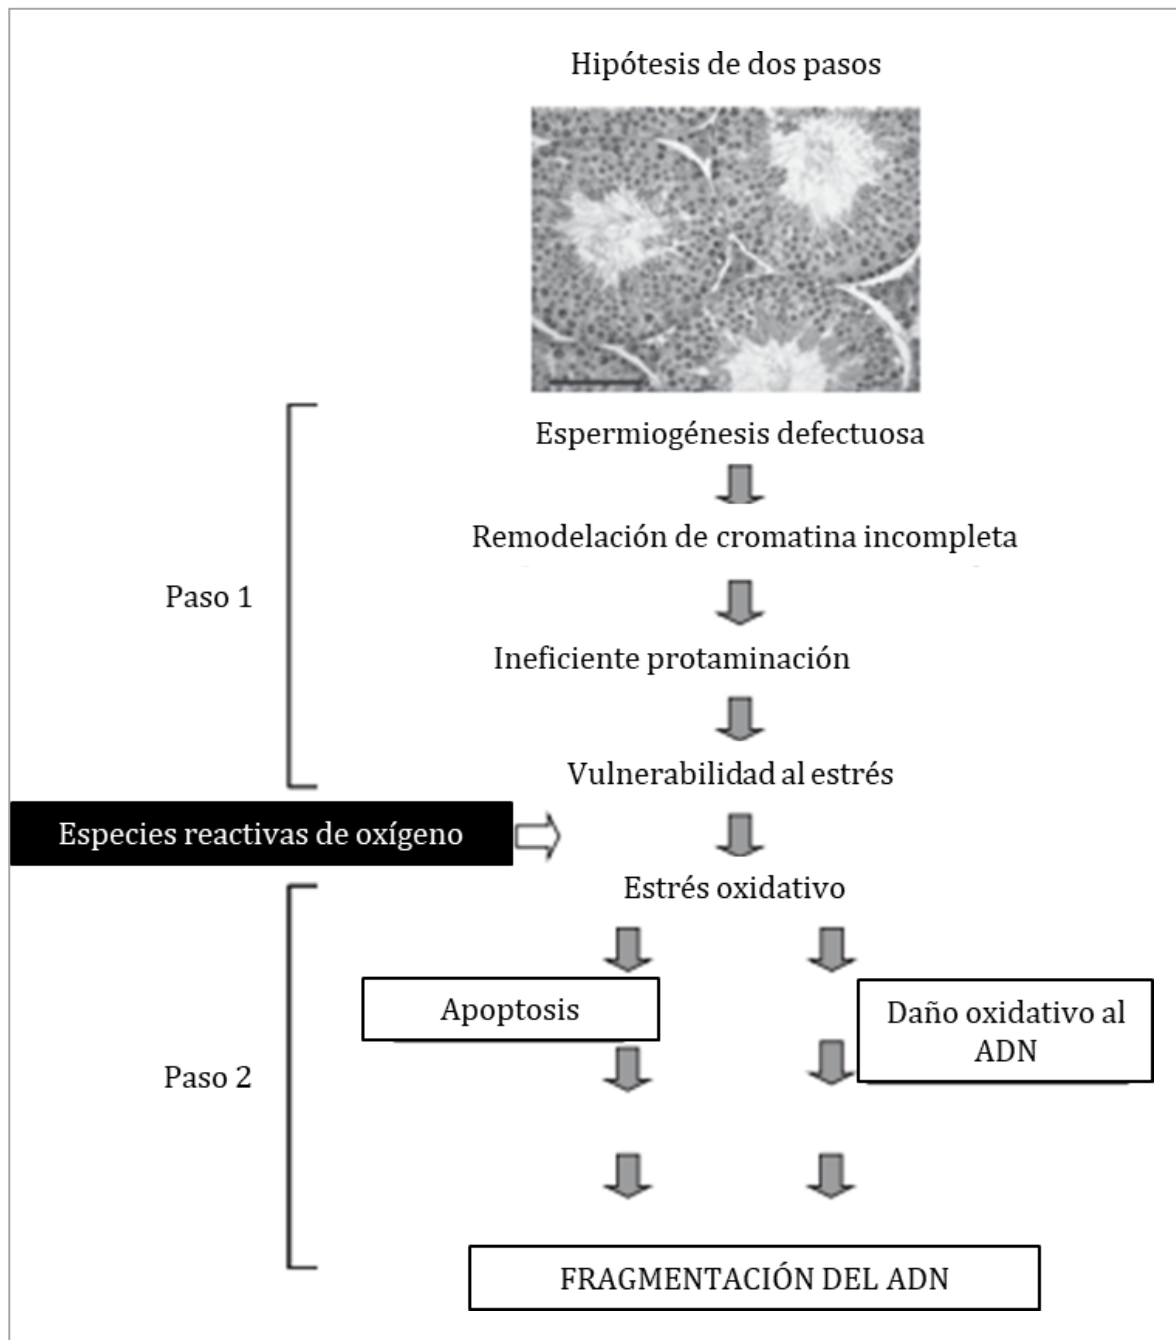 Hipótesis de dos pasos
Espermiogénesis defectuosa
Remodelación de cromatina incompleta
Paso 1
Ineficiente protaminación
Vulnerabilidad al estrés
Especies reactivas de oxígeno
Estrés oxidativo
Apoptosis
Daño oxidativo al
ADN
Paso 2
FRAGMENTACIÓN DEL ADN